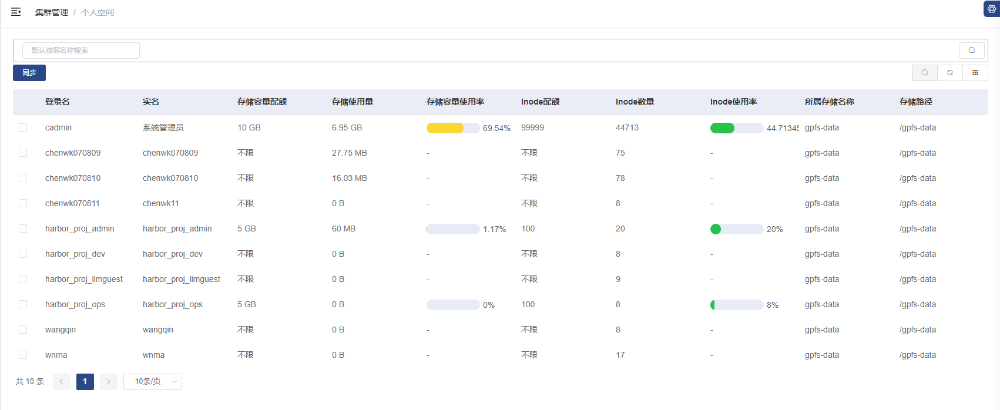 集群管理 / 个人空间
默认按照名称搜索
同步
登录名 实名 存储容量配额 存储使用量 存储容量使用率 Inode配额 Inode数量 Inode使用率 所属存储名称 存储路径
cadmin 系统管理员 10 GB 6.95 GB 69.54% 99999 44713 44.71345 gpfs-data /gpfs-data
chenwk070809 chenwk070809 不限 27.75 MB - 不限 75 - gpfs-data /gpfs-data
chenwk070810 chenwk070810 不限 16.03 MB - 不限 78 - gpfs-data /gpfs-data
chenwk070811 chenwk11 不限 0 B - 不限 8 - gpfs-data /gpfs-data
harbor_proj_admin harbor_proj_admin 5 GB 60 MB 1.17% 100 20 20% gpfs-data /gpfs-data
harbor_proj_dev harbor_proj_dev 不限 0 B - 不限 8 - gpfs-data /gpfs-data
harbor_proj_limguest harbor_proj_limguest 不限 0 B - 不限 9 - gpfs-data /gpfs-data
harbor_proj_ops harbor_proj_ops 5 GB 0 B 0% 100 8 8% gpfs-data /gpfs-data
wangqin wangqin 不限 0 B - 不限 8 - gpfs-data /gpfs-data
wnma wnma 不限 0 B - 不限 17 - gpfs-data /gpfs-data
共 10 条 1 10条/页